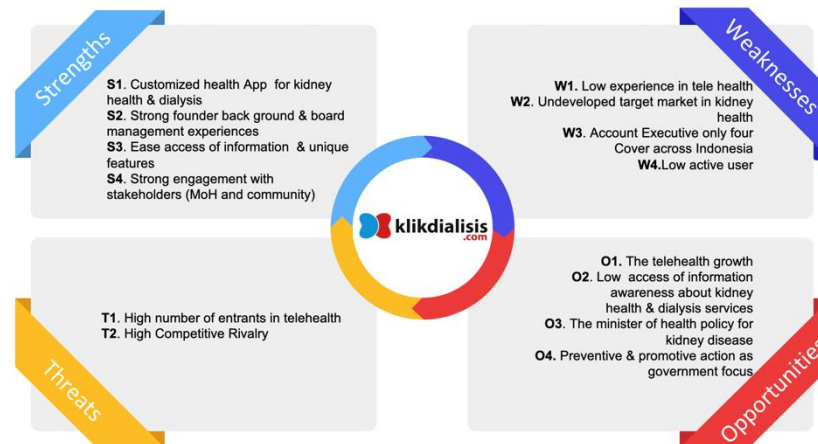 Strengths
S1. Customized health App for kidney
health & dialysis
S2. Strong founder back ground & board
management experiences
S3. Ease access of information & unique
features
S4. Strong engagement with
stakeholders (MoH and community)
Weaknesses
W1. Low experience in tele health
W2. Undeveloped target market in kidney
health
W3. Account Executive only four
Cover across Indonesia
W4.Low active user
klikdialisis
.com
Threats
T1. High number of entrants in telehealth
T2. High Competitive Rivalry
Opportunities
O1. The telehealth growth
O2. Low access of information
awareness about kidney
health & dialysis services
O3. The minister of health policy for
kidney disease
O4. Preventive & promotive action as
government focus